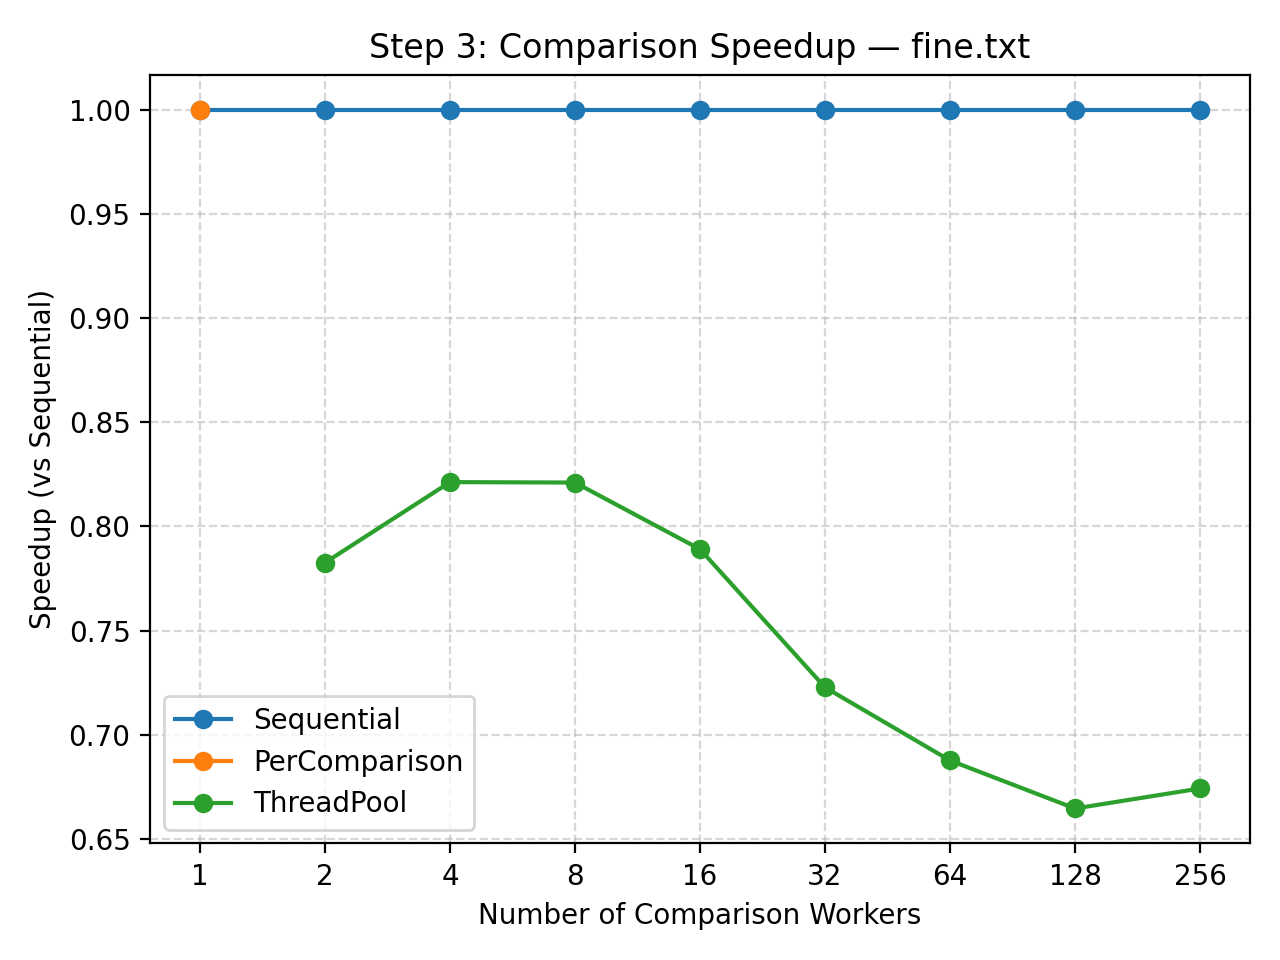 Step 3: Comparison Speedup — fine.txt
Speedup (vs Sequential)
1.00
0.95
0.90
0.85
0.80
0.75
0.70
0.65
Sequential
PerComparison
ThreadPool
1 2 4 8 16 32 64 128 256
Number of Comparison Workers